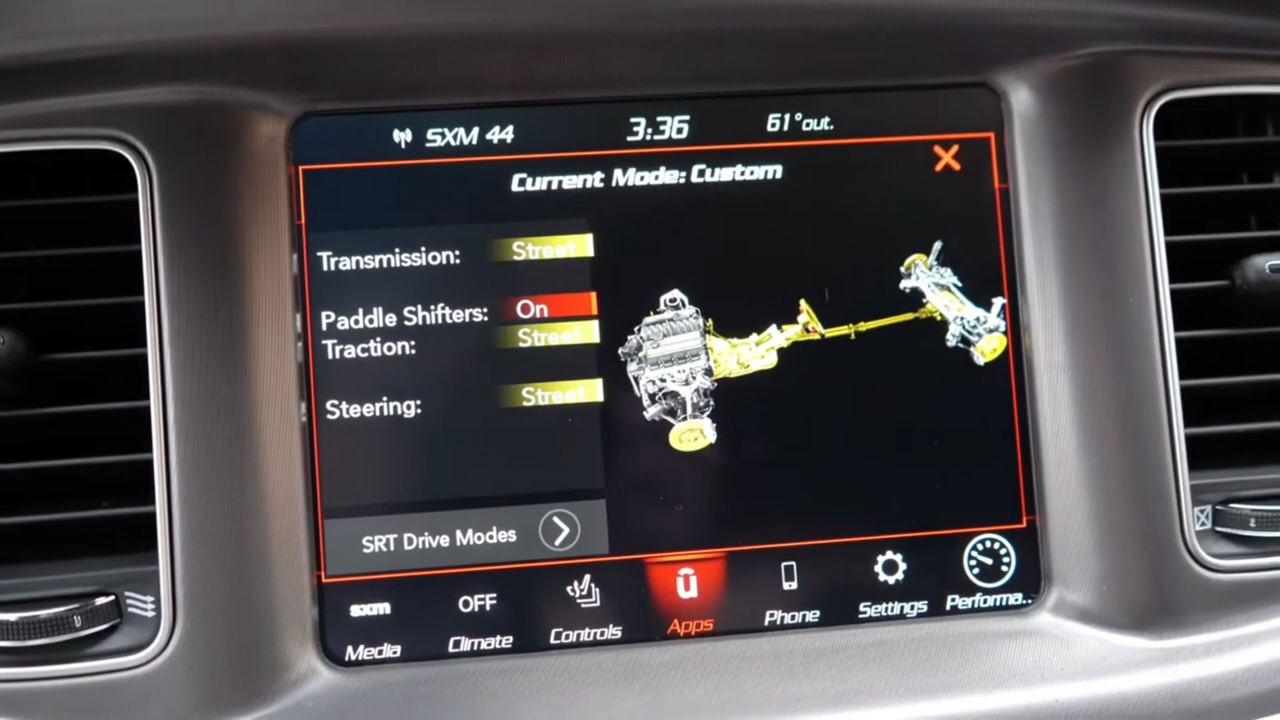 SXM 44 3:36 61°out.
Current Mode: Custom
Transmission: Street
Paddle Shifters: On
Traction: Street
Steering: Street
SRT Drive Modes
sxm OFF û
Media Climate Controls Apps Phone Settings Performa..